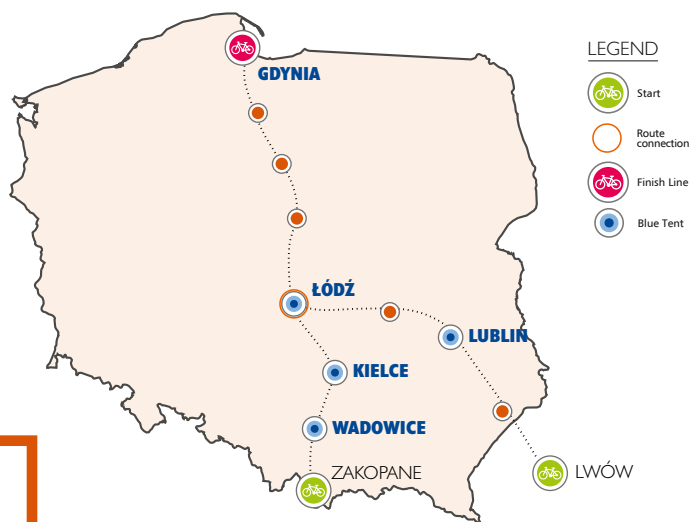 GDYNIA
ŁÓDŹ
LUBLIN
KIELCE
WADOWICE
ZAKOPANE
LWÓW
LEGEND
Start
Route
connection
Finish Line
Blue Tent